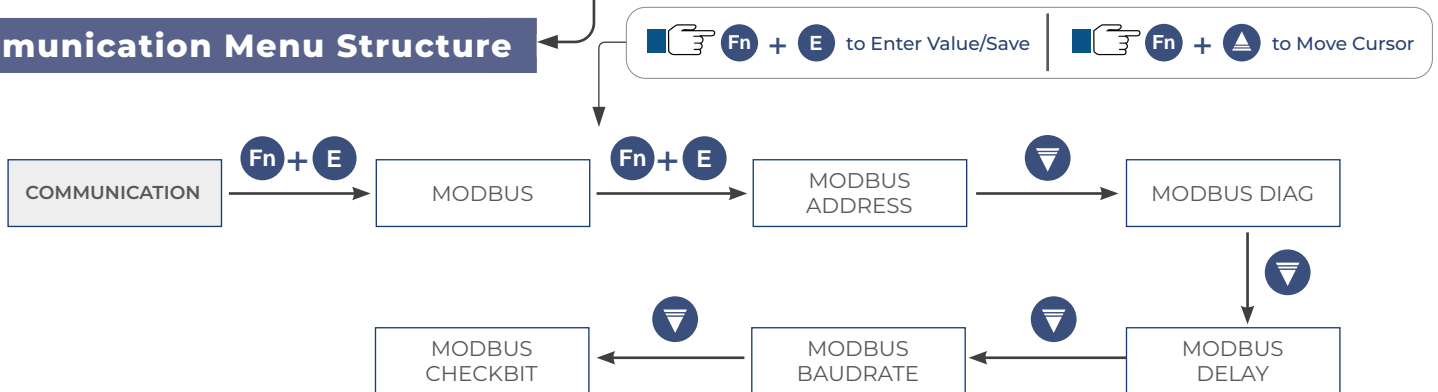 munication Menu Structure
Fn + E to Enter Value/Save
Fn + to Move Cursor
Fn + E
Fn + E
COMMUNICATION
MODBUS
MODBUS
ADDRESS
MODBUS DIAG
MODBUS
CHECKBIT
MODBUS
BAUDRATE
MODBUS
DELAY